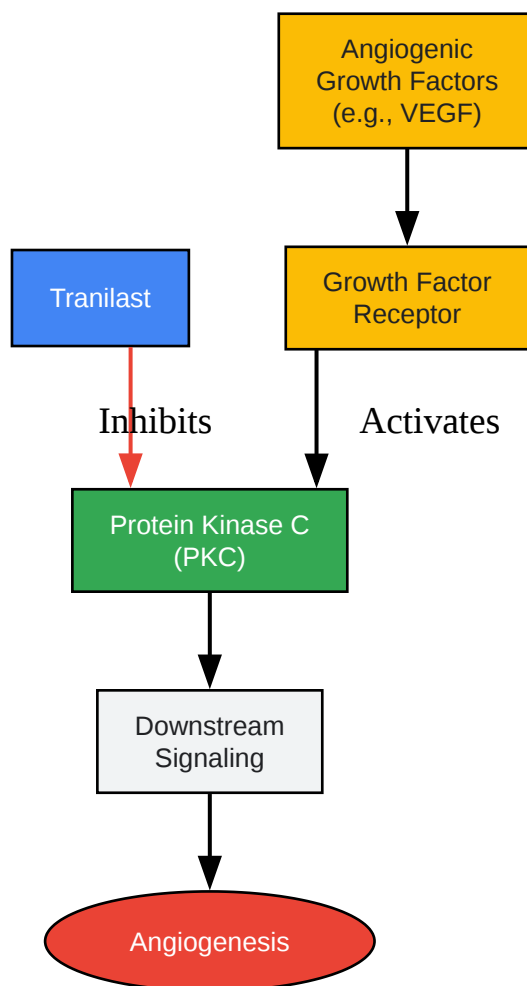 Angiogenic
Growth Factors
(e.g., VEGF)
Tranilast
Growth Factor
Receptor
Inhibits
Activates
Protein Kinase C
(PKC)
Downstream
Signaling
Angiogenesis